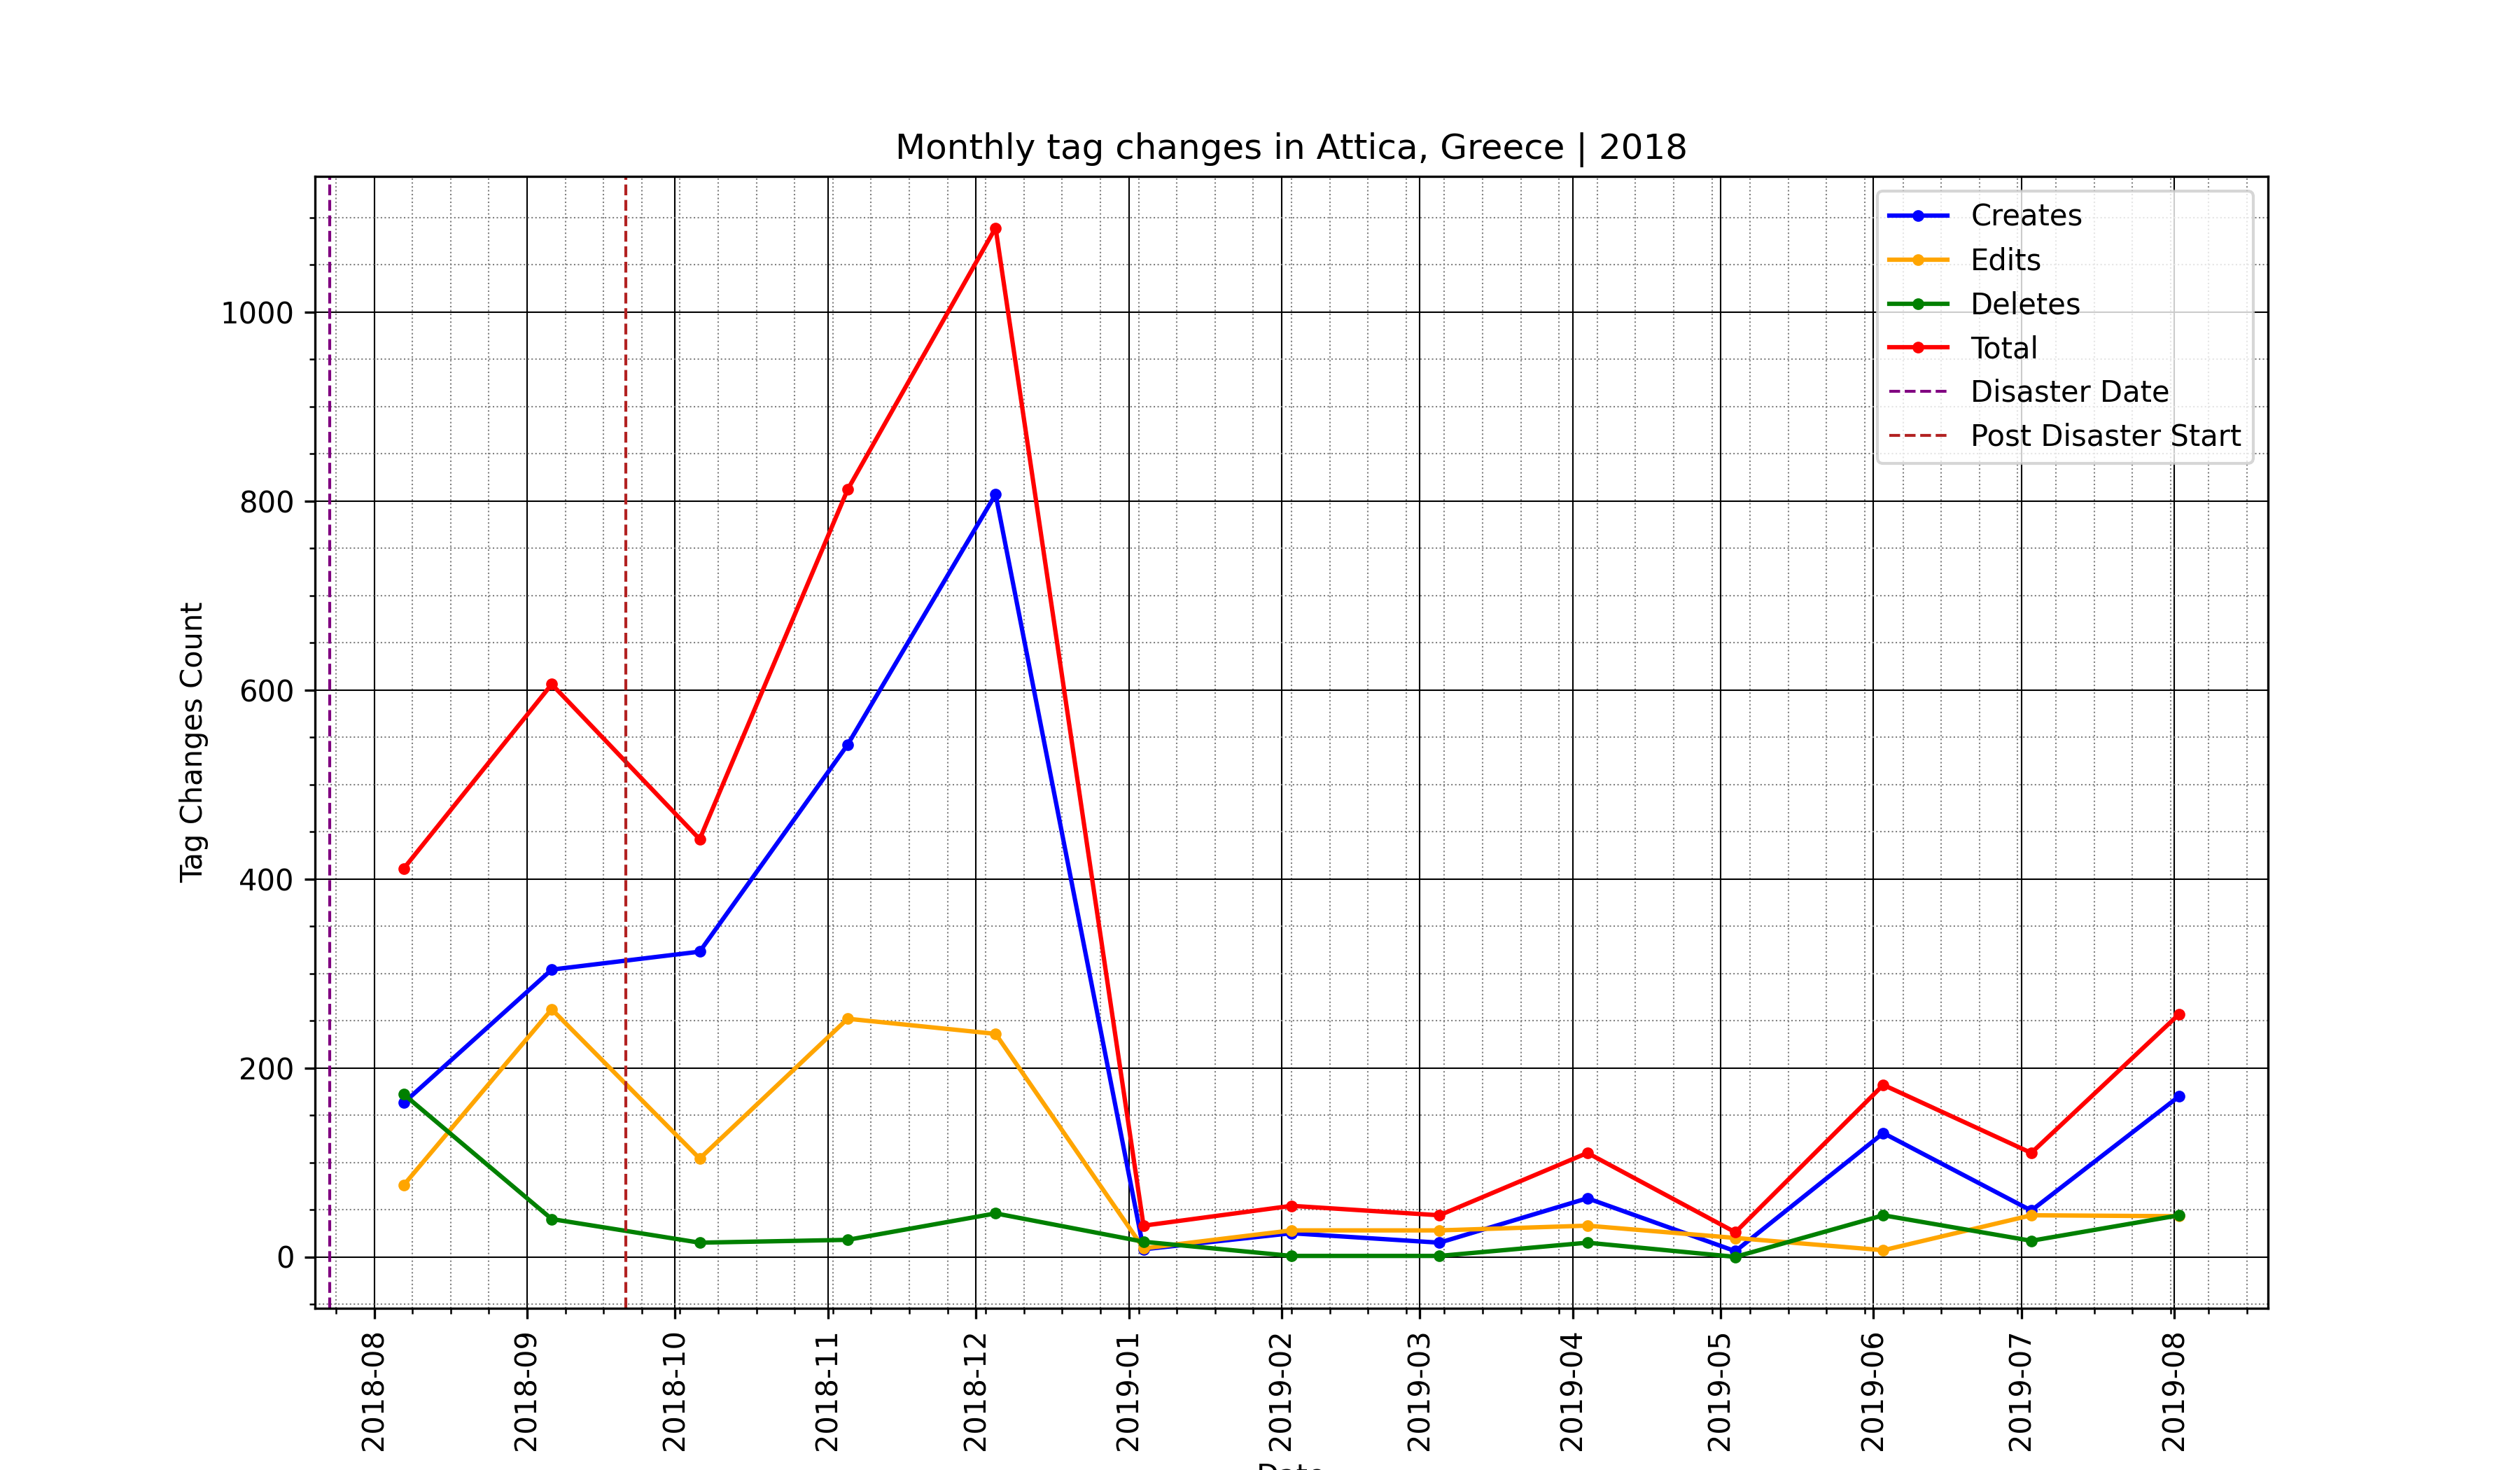 Monthly tag changes in Attica, Greece | 2018
Creates
Edits
Deletes
Total
Disaster Date
Post Disaster Start
Tag Changes Count
1000
800
600
400
200
0
2018-08
2018-09
2018-10
2018-11
2018-12
2019-01
2019-02
2019-03
2019-04
2019-05
2019-06
2019-07
2019-08
Date